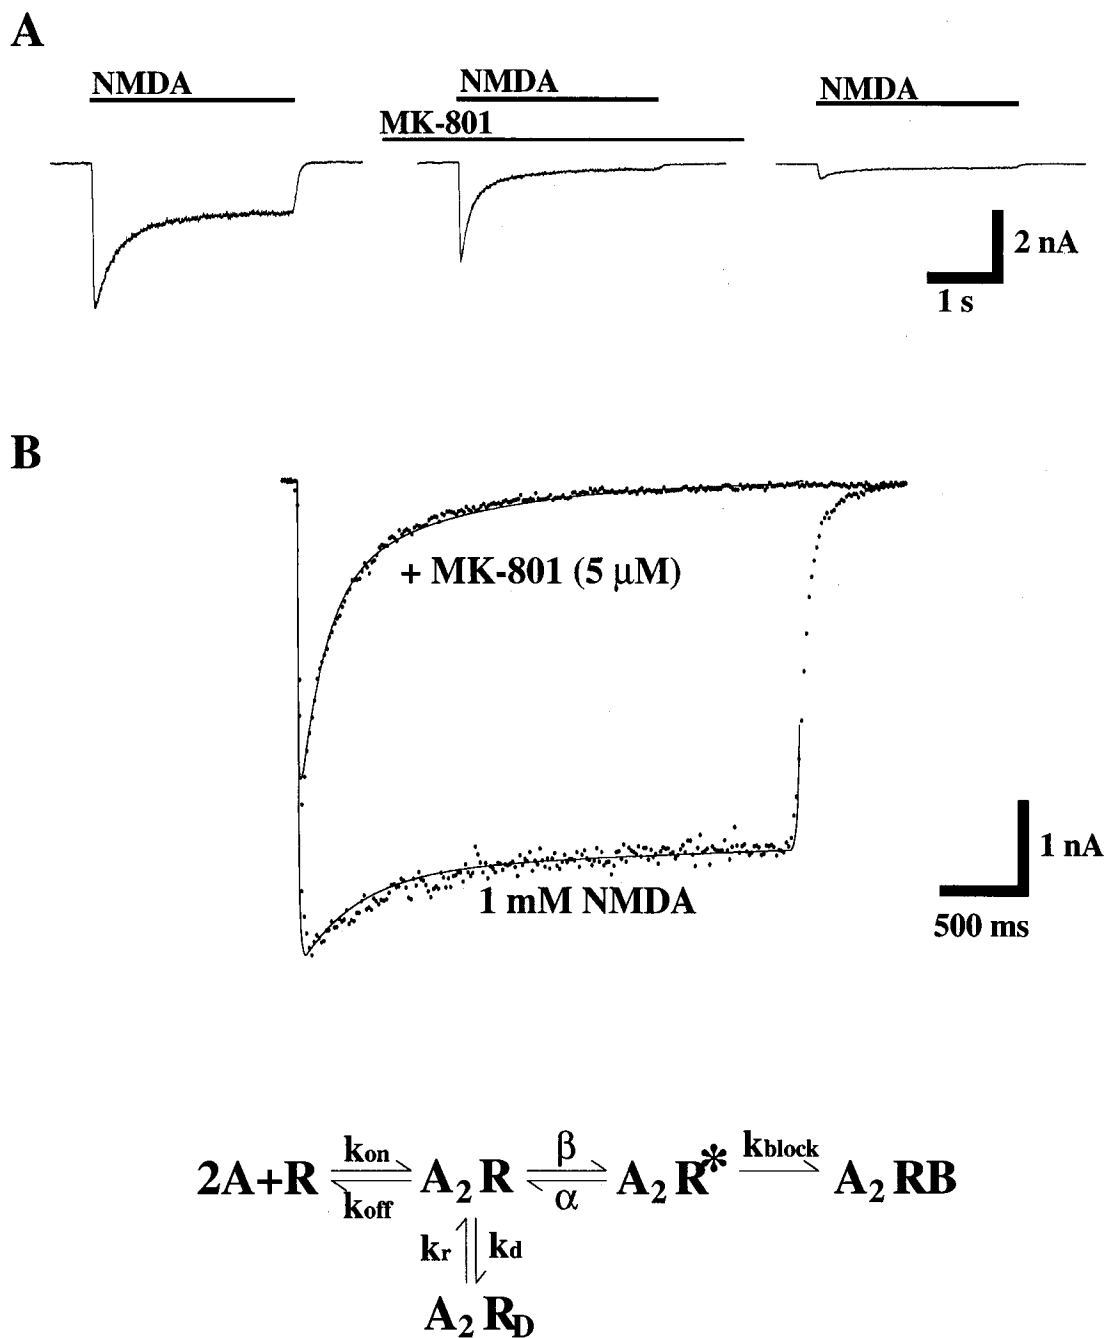 A
NMDA
NMDA
NMDA
MK-801
2 nA
1 s
B
+ MK-801 (5 μM)
1 mM NMDA
1 nA
500 ms
2A+R kon koff A2R β α A2R* kblock A2RB
kr kd
A2RD